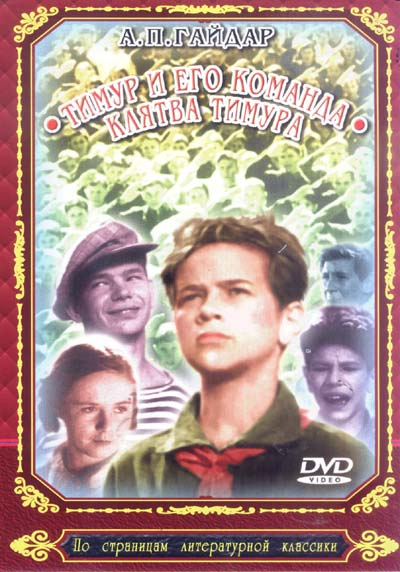 А.П.ГАЙДАР
ТИМУР И ЕГО КОМАНДА
КЛЯТВА ТИМУРА
DVD
VIDEO
По страницам литературной классики